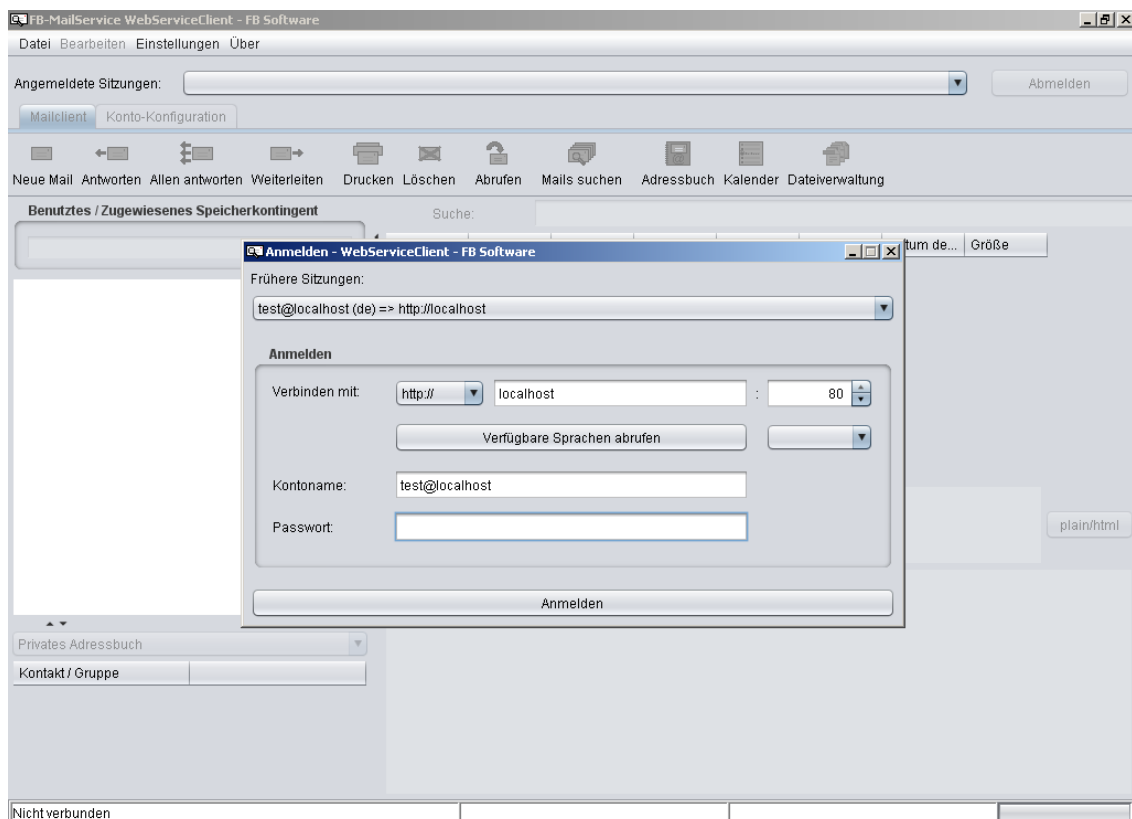 FB-MailService WebServiceClient - FB Software
Datei Bearbeiten Einstellungen Über
Angemeldete Sitzungen: Abmelden
Mailclient Konto-Konfiguration
Neue Mail Antworten Allen antworten Weiterleiten Drucken Löschen Abrufen Mails suchen Adressbuch Kalender Dateiverwaltung
Benutztes / Zugewiesenes Speicherkontingent Suche:
tum de... Größe
Anmelden - WebServiceClient - FB Software
Frühere Sitzungen:
test@localhost (de) => http://localhost
Anmelden
Verbinden mit: http:// localhost : 80
Verfügbare Sprachen abrufen
Kontoname: test@localhost
Passwort:
plain/html
Anmelden
Privates Adressbuch
Kontakt / Gruppe
Nicht verbunden